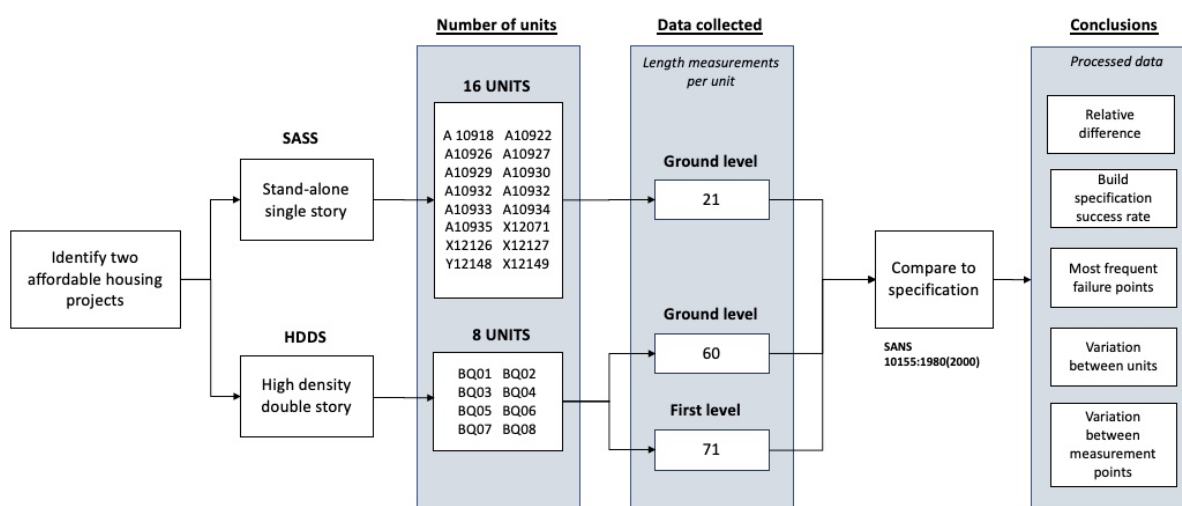 Number of units
Data collected
Conclusions
Length measurements
per unit
Processed data
16 UNITS
A 10918 A10922
A10926 A10927
A10929 A10930
A10932 A10932
A10933 A10934
A10935 X12071
X12126 X12127
Y12148 X12149
SASS
Stand-alone
single story
Ground level
21
Identify two
affordable housing
projects
HDDS
High density
double story
8 UNITS
BQ01 BQ02
BQ03 BQ04
BQ05 BQ06
BQ07 BQ08
Ground level
60
First level
71
Compare to
specification
SANS
10155:1980(2000)
Relative
difference
Build
specification
success rate
Most frequent
failure points
Variation
between units
Variation
between
measurement
points